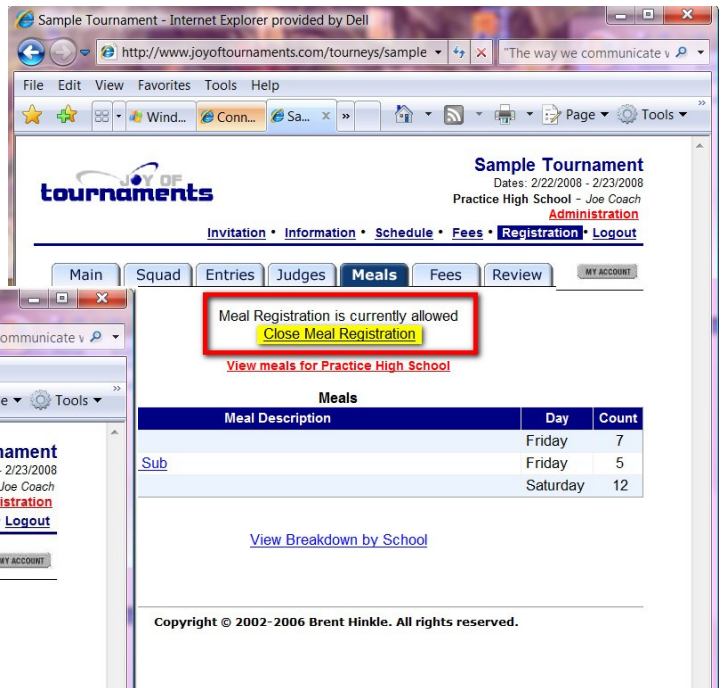 Sample Tournament - Internet Explorer provided by Dell
http://www.joyoftournaments.com/tourneys/sample
"The way we communicate v
File Edit View Favorites Tools Help
Wind... Conn... Sa... x » Page Tools »
JOY OF
tournaments
Sample Tournament
Dates: 2/22/2008 - 2/23/2008
Practice High School - Joe Coach
Administration
Invitation • Information • Schedule • Fees • Registration • Logout
Main Squad Entries Judges Meals Fees Review MY ACCOUNT
Meal Registration is currently allowed
Close Meal Registration
View meals for Practice High School
Meals
Meal Description Day Count
Friday 7
Sub Friday 5
Saturday 12
View Breakdown by School
Copyright © 2002-2006 Brent Hinkle. All rights reserved.
ommunicate v
e Tools »
nament
- 2/23/2008
Joe Coach
istration
Logout
MY ACCOUNT